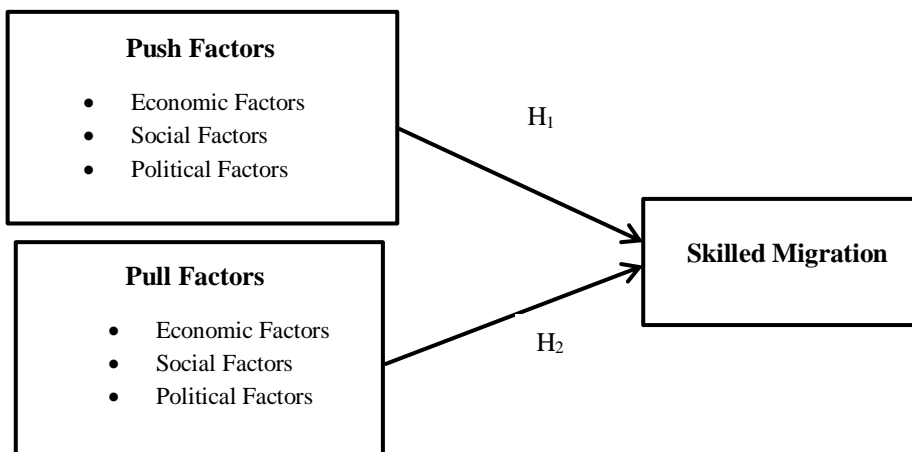 Push Factors
• Economic Factors
• Social Factors
• Political Factors
H₁
Skilled Migration
Pull Factors
• Economic Factors
• Social Factors
• Political Factors
H₂